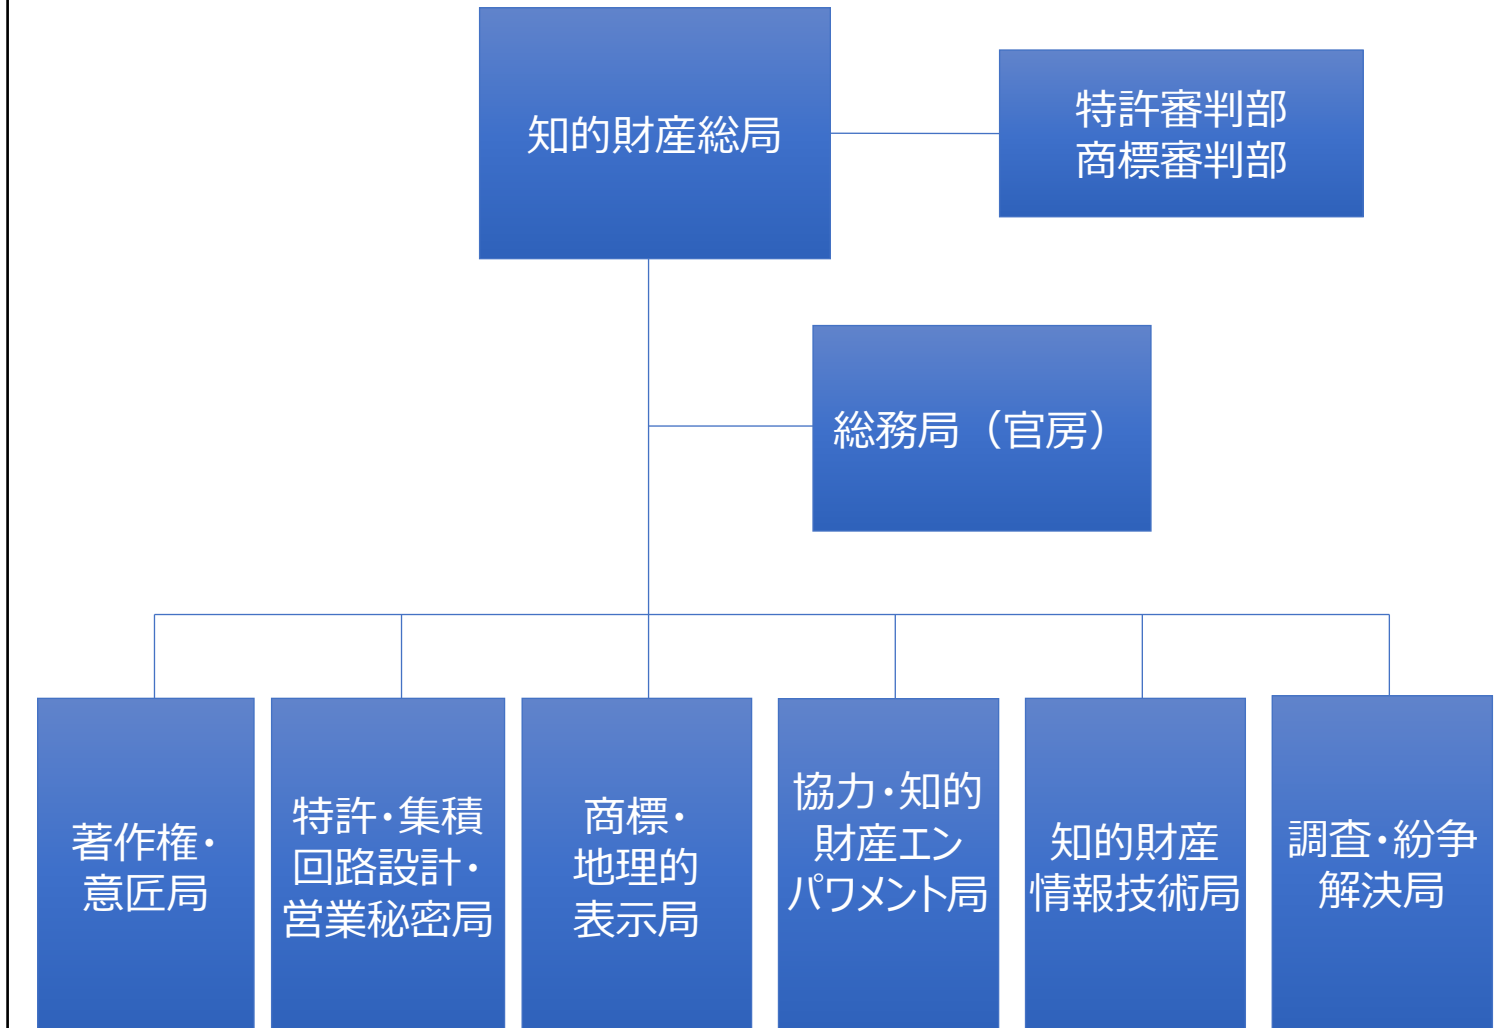 知的財産総局
特許審判部
商標審判部
総務局（官房）
著作権・
意匠局
特許・集積
回路設計・
営業秘密局
商標・
地理的
表示局
協力・知的
財産エン
パワメント局
知的財産
情報技術局
調査・紛争
解決局